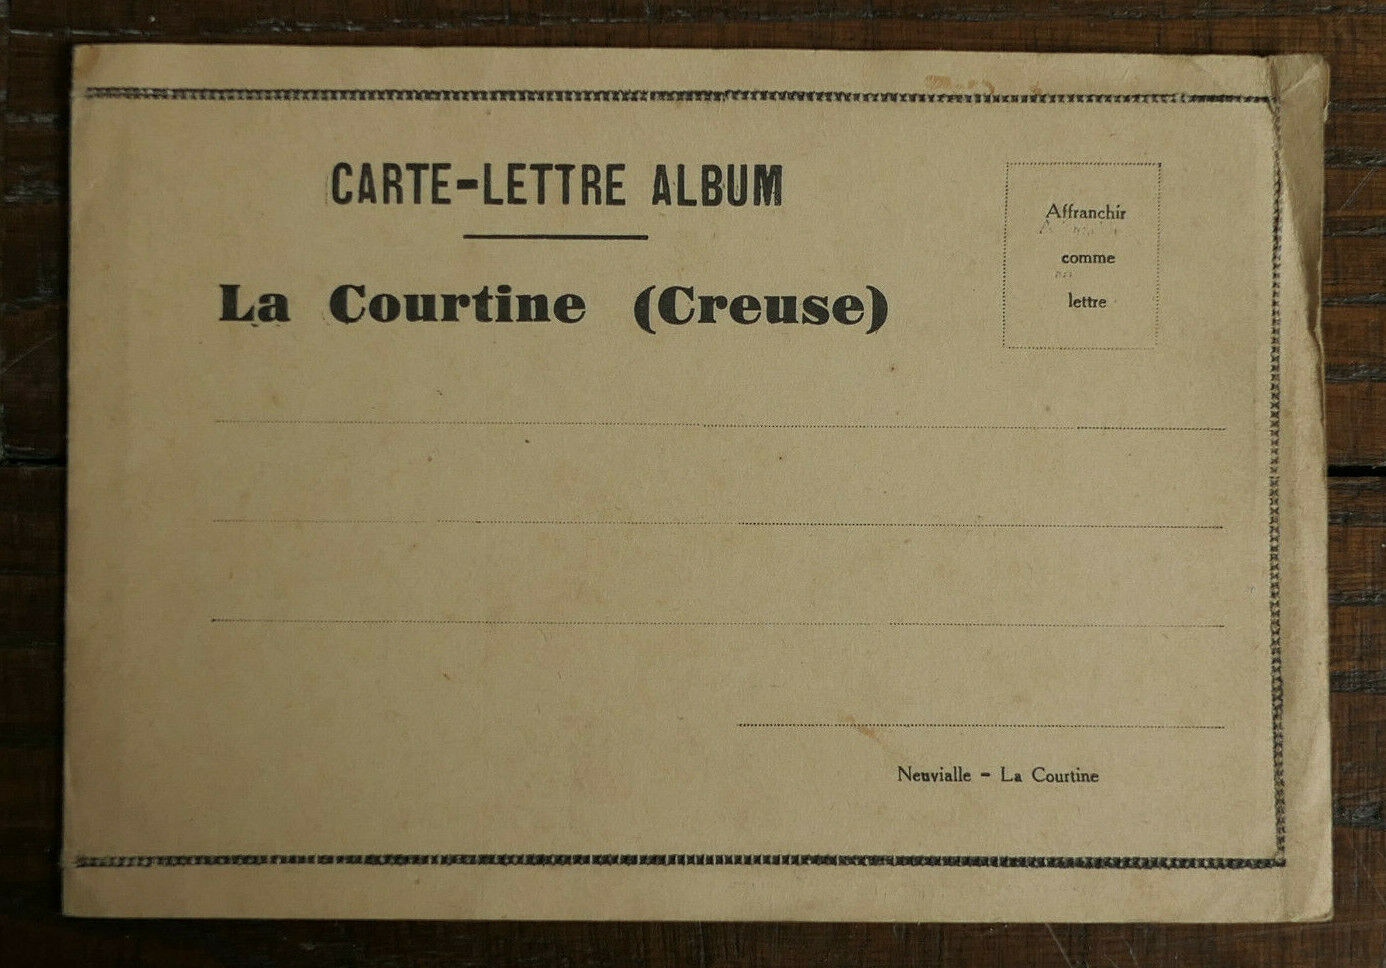 CARTE-LETTRE ALBUM
La Courtine (Creuse)
Affranchir
comme
lettre
Neuvialle - La Courtine